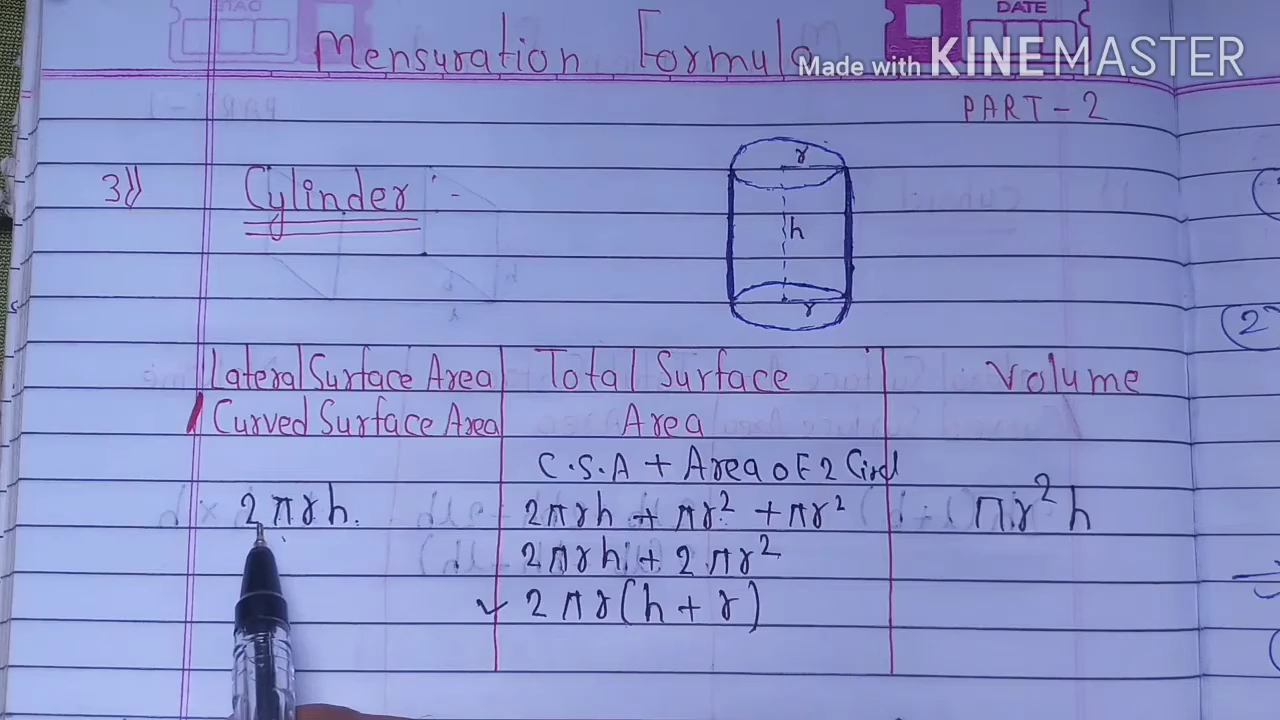 DATE
Mensuration Formula
Made with KINEMASTER
PART-2
3)) Cylinder :-
r
h
r
Lateral Surface Area Total Surface Volume
/ Curved Surface Area Area
C.S.A + Area of 2 Circl
2πrh. 2πrh + πr² + πr² πr²h
2πrh + 2πr²
✓ 2πr(h + r)
2